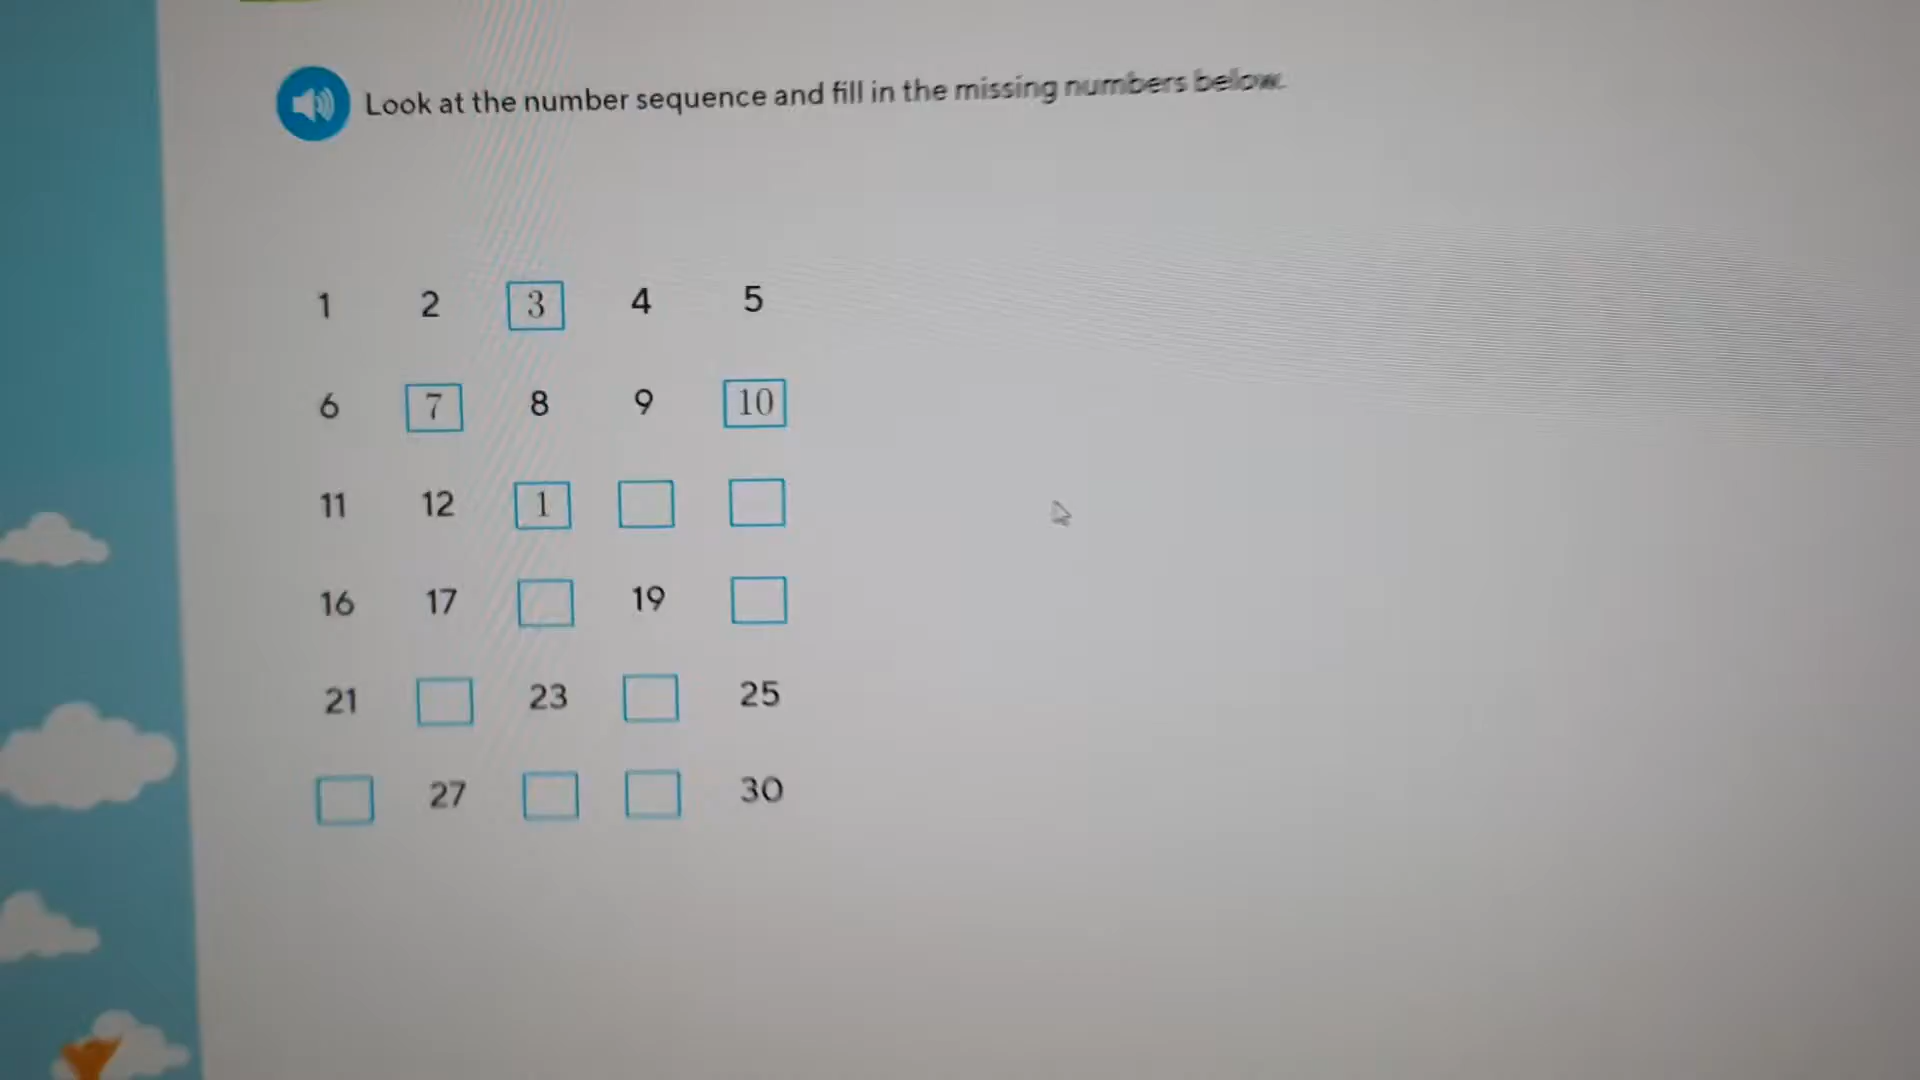 Look at the number sequence and fill in the missing numbers below.
1 2 3 4 5
6 7 8 9 10
11 12 1
16 17 19
21 23 25
27 30